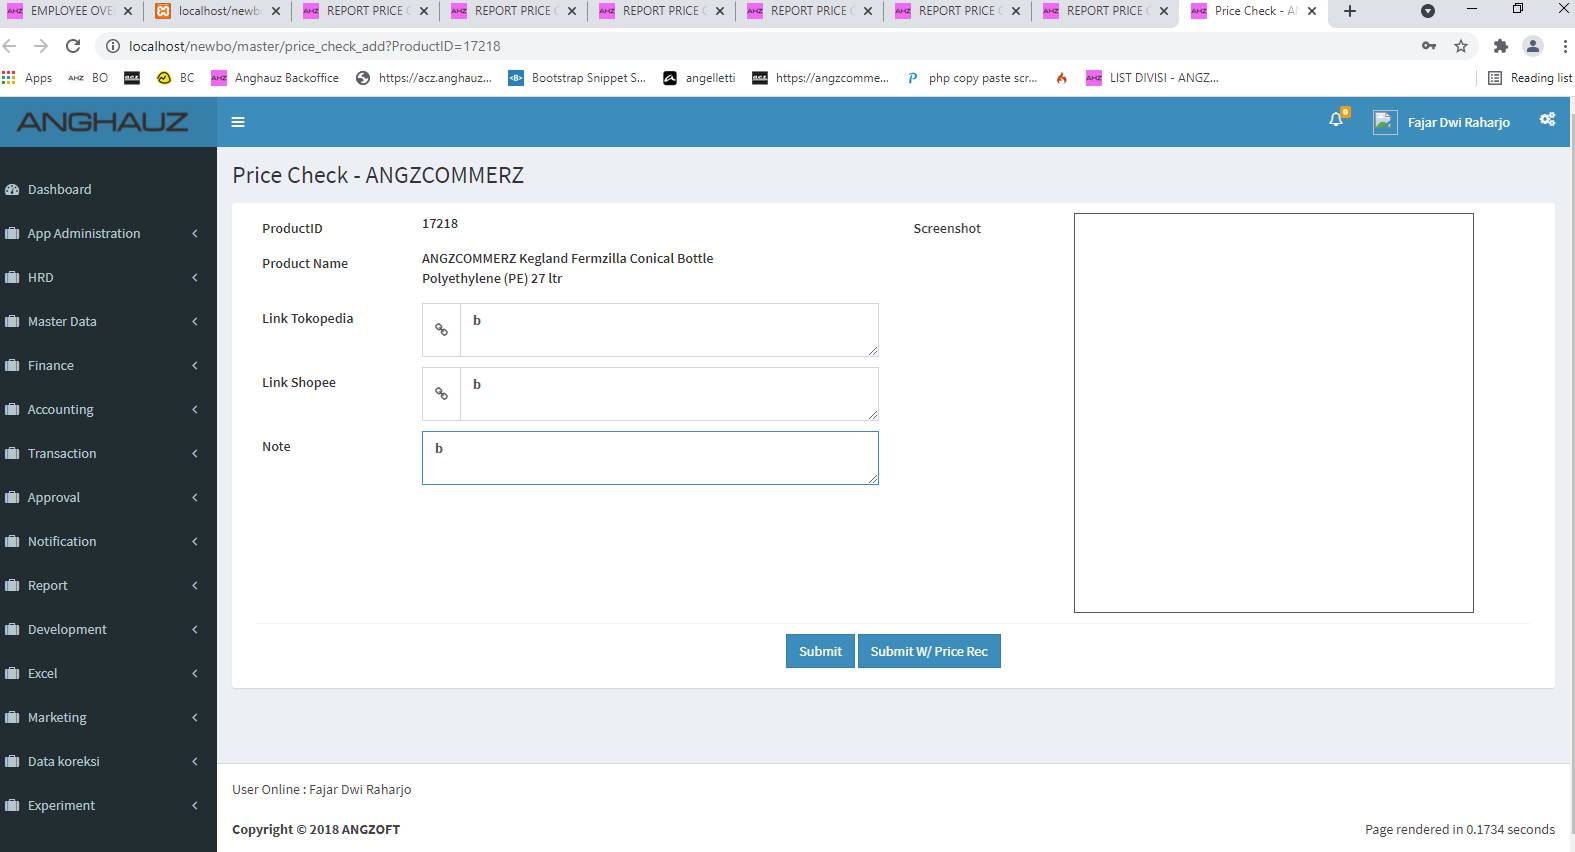 EMPLOYEE OVE
localhost/newb
REPORT PRICE C
REPORT PRICE C
REPORT PRICE C
REPORT PRICE C
REPORT PRICE C
REPORT PRICE C
Price Check - A
localhost/newbo/master/price_check_add?ProductID=17218
Apps AHZ BO BC AHZ Anghauz Backoffice https://acz.anghauz... <B> Bootstrap Snippet S... angelletti https://angzcomme... php copy paste scr... AHZ LIST DIVISI - ANGZ... Reading list
ANGHAUZ
0
Fajar Dwi Raharjo
Dashboard
App Administration
HRD
Master Data
Finance
Accounting
Transaction
Approval
Notification
Report
Development
Excel
Marketing
Data koreksi
Experiment
Price Check - ANGZCOMMERZ
ProductID 17218
Product Name ANGZCOMMERZ Kegland Fermzilla Conical Bottle
Polyethylene (PE) 27 ltr
Link Tokopedia b
Link Shopee b
Note b
Screenshot
Submit Submit W/ Price Rec
User Online : Fajar Dwi Raharjo
Copyright © 2018 ANGZOFT Page rendered in 0.1734 seconds